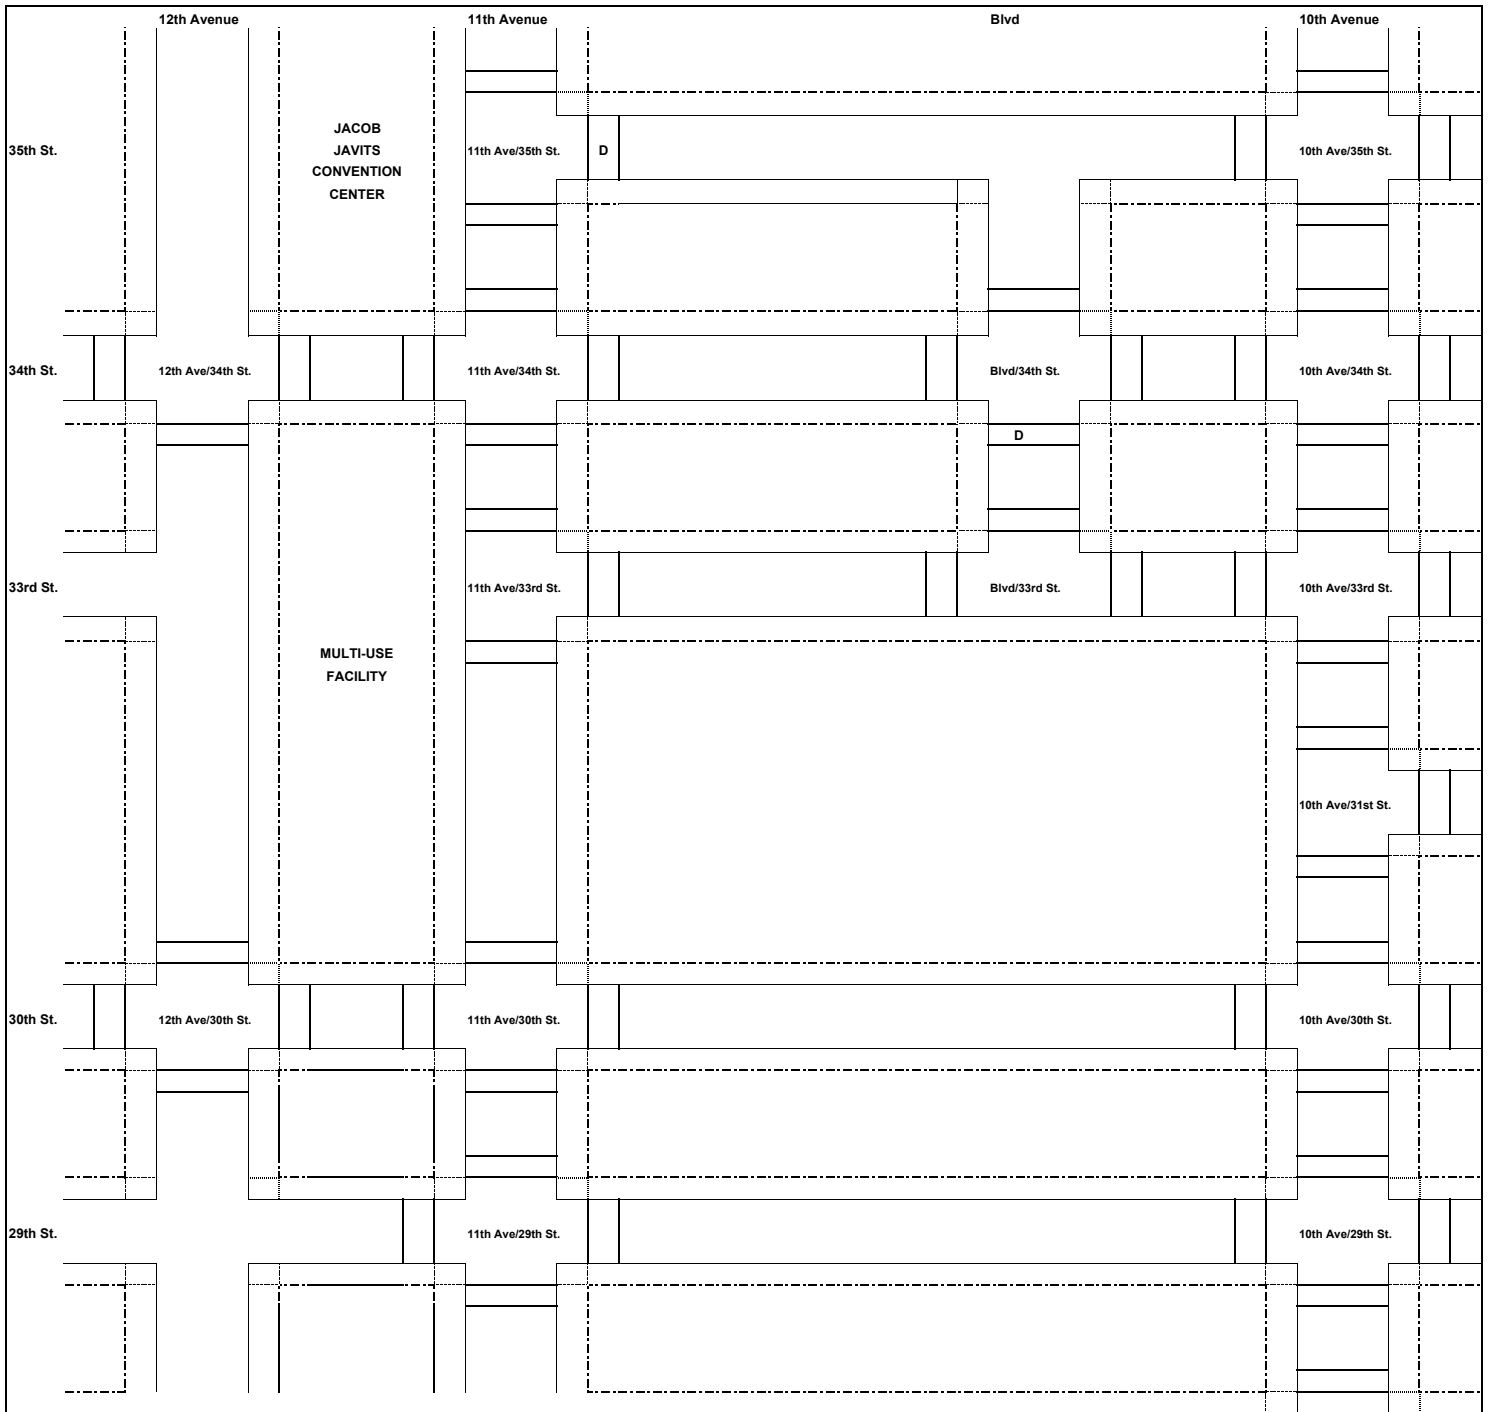 12th Avenue 11th Avenue Blvd 10th Avenue
JACOB
JAVITS
CONVENTION
CENTER
35th St. 11th Ave/35th St. D 10th Ave/35th St.
34th St. 12th Ave/34th St. 11th Ave/34th St. Blvd/34th St. 10th Ave/34th St.
D
33rd St. 11th Ave/33rd St. Blvd/33rd St. 10th Ave/33rd St.
MULTI-USE
FACILITY
10th Ave/31st St.
30th St. 12th Ave/30th St. 11th Ave/30th St. 10th Ave/30th St.
29th St. 11th Ave/29th St. 10th Ave/29th St.